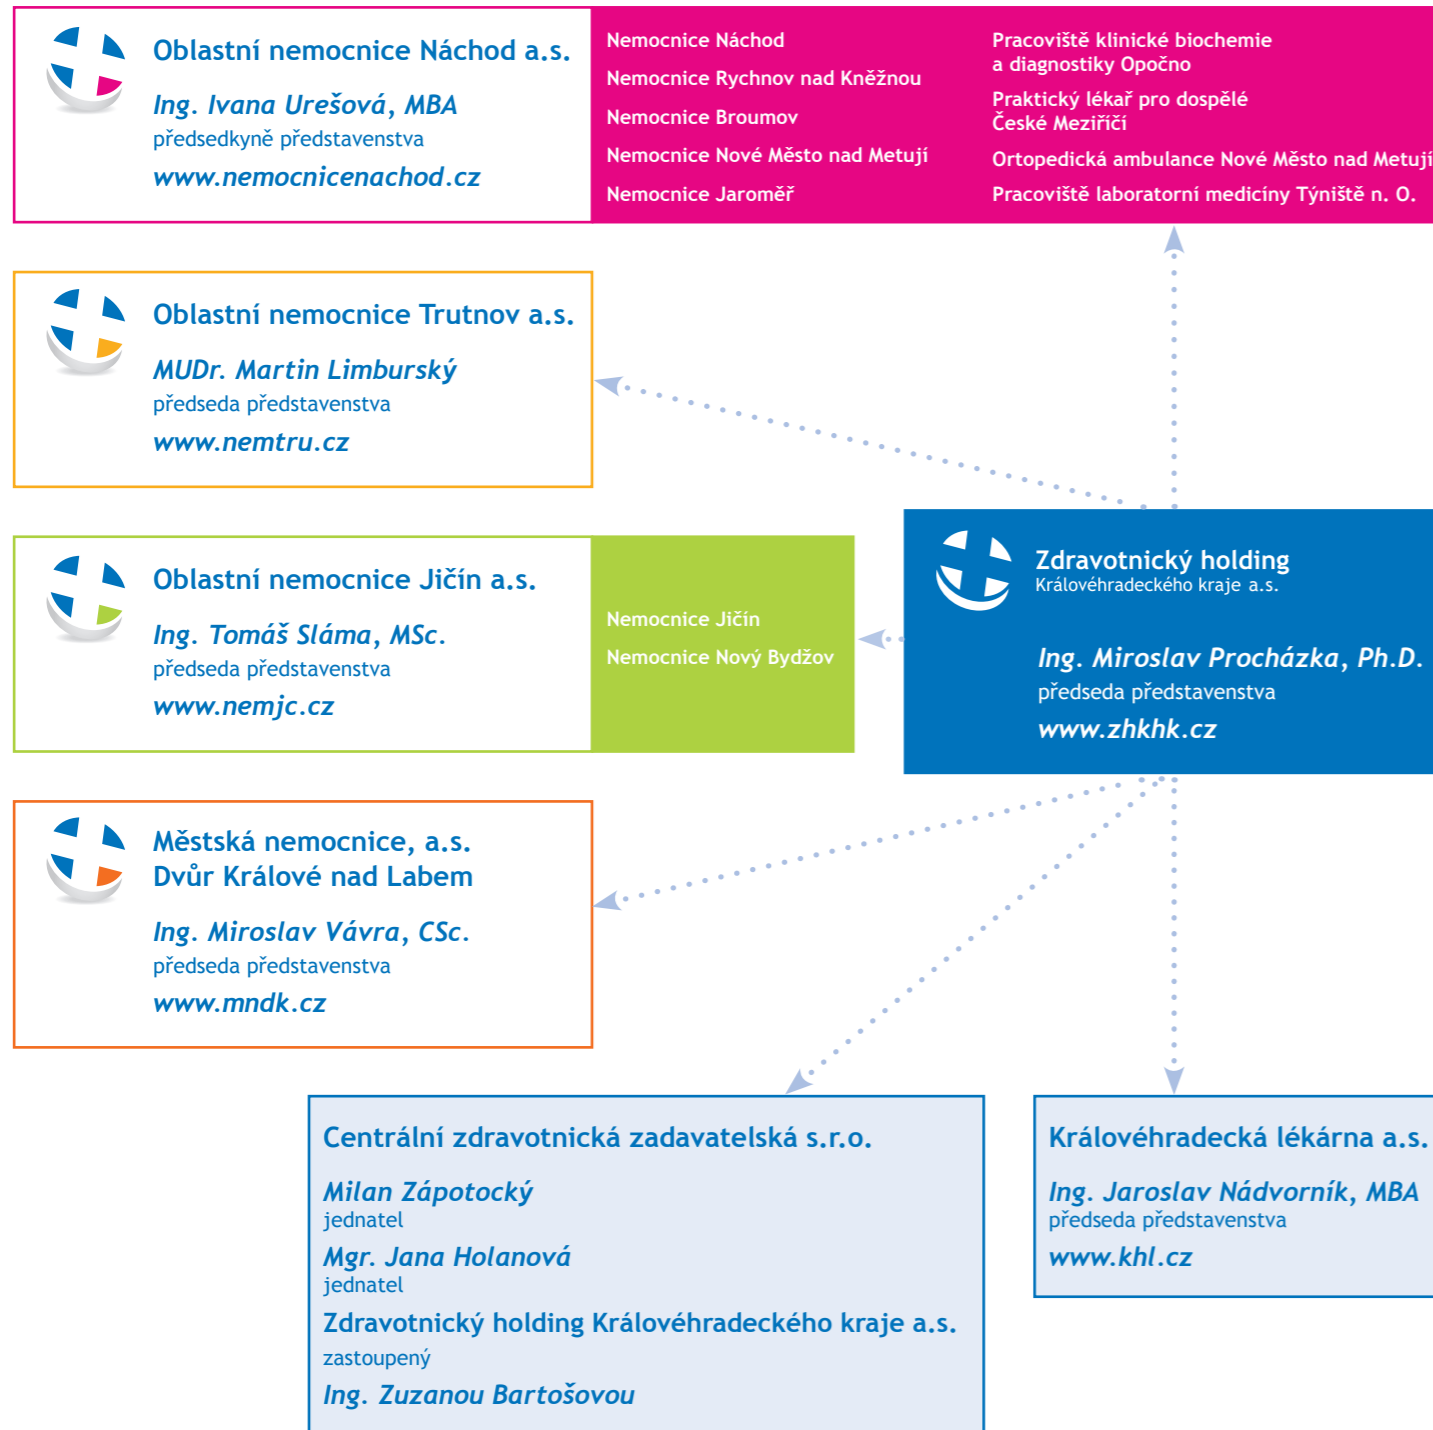 Oblastní nemocnice Náchod a.s.
Ing. Ivana Urešová, MBA
předsedkyně představenstva
www.nemocnicenachod.cz
Nemocnice Náchod
Nemocnice Rychnov nad Kněžnou
Nemocnice Broumov
Nemocnice Nové Město nad Metují
Nemocnice Jaroměř
Pracoviště klinické biochemie
a diagnostiky Opočno
Praktický lékař pro dospělé
České Meziříčí
Ortopedická ambulance Nové Město nad Metují
Pracoviště laboratorní medicíny Týniště n. O.
Oblastní nemocnice Trutnov a.s.
MUDr. Martin Limburský
předseda představenstva
www.nemtru.cz
Oblastní nemocnice Jičín a.s.
Ing. Tomáš Sláma, MSc.
předseda představenstva
www.nemjc.cz
Nemocnice Jičín
Nemocnice Nový Bydžov
Zdravotnický holding
Královéhradeckého kraje a.s.
Ing. Miroslav Procházka, Ph.D.
předseda představenstva
www.zhkhk.cz
Městská nemocnice, a.s.
Dvůr Králové nad Labem
Ing. Miroslav Vávra, CSc.
předseda představenstva
www.mndk.cz
Centrální zdravotnická zadavatelská s.r.o.
Milan Zápotocký
jednatel
Mgr. Jana Holanová
jednatel
Zdravotnický holding Královéhradeckého kraje a.s.
zastoupený
Ing. Zuzanou Bartošovou
Královéhradecká lékárna a.s.
Ing. Jaroslav Nádvorník, MBA
předseda představenstva
www.khl.cz